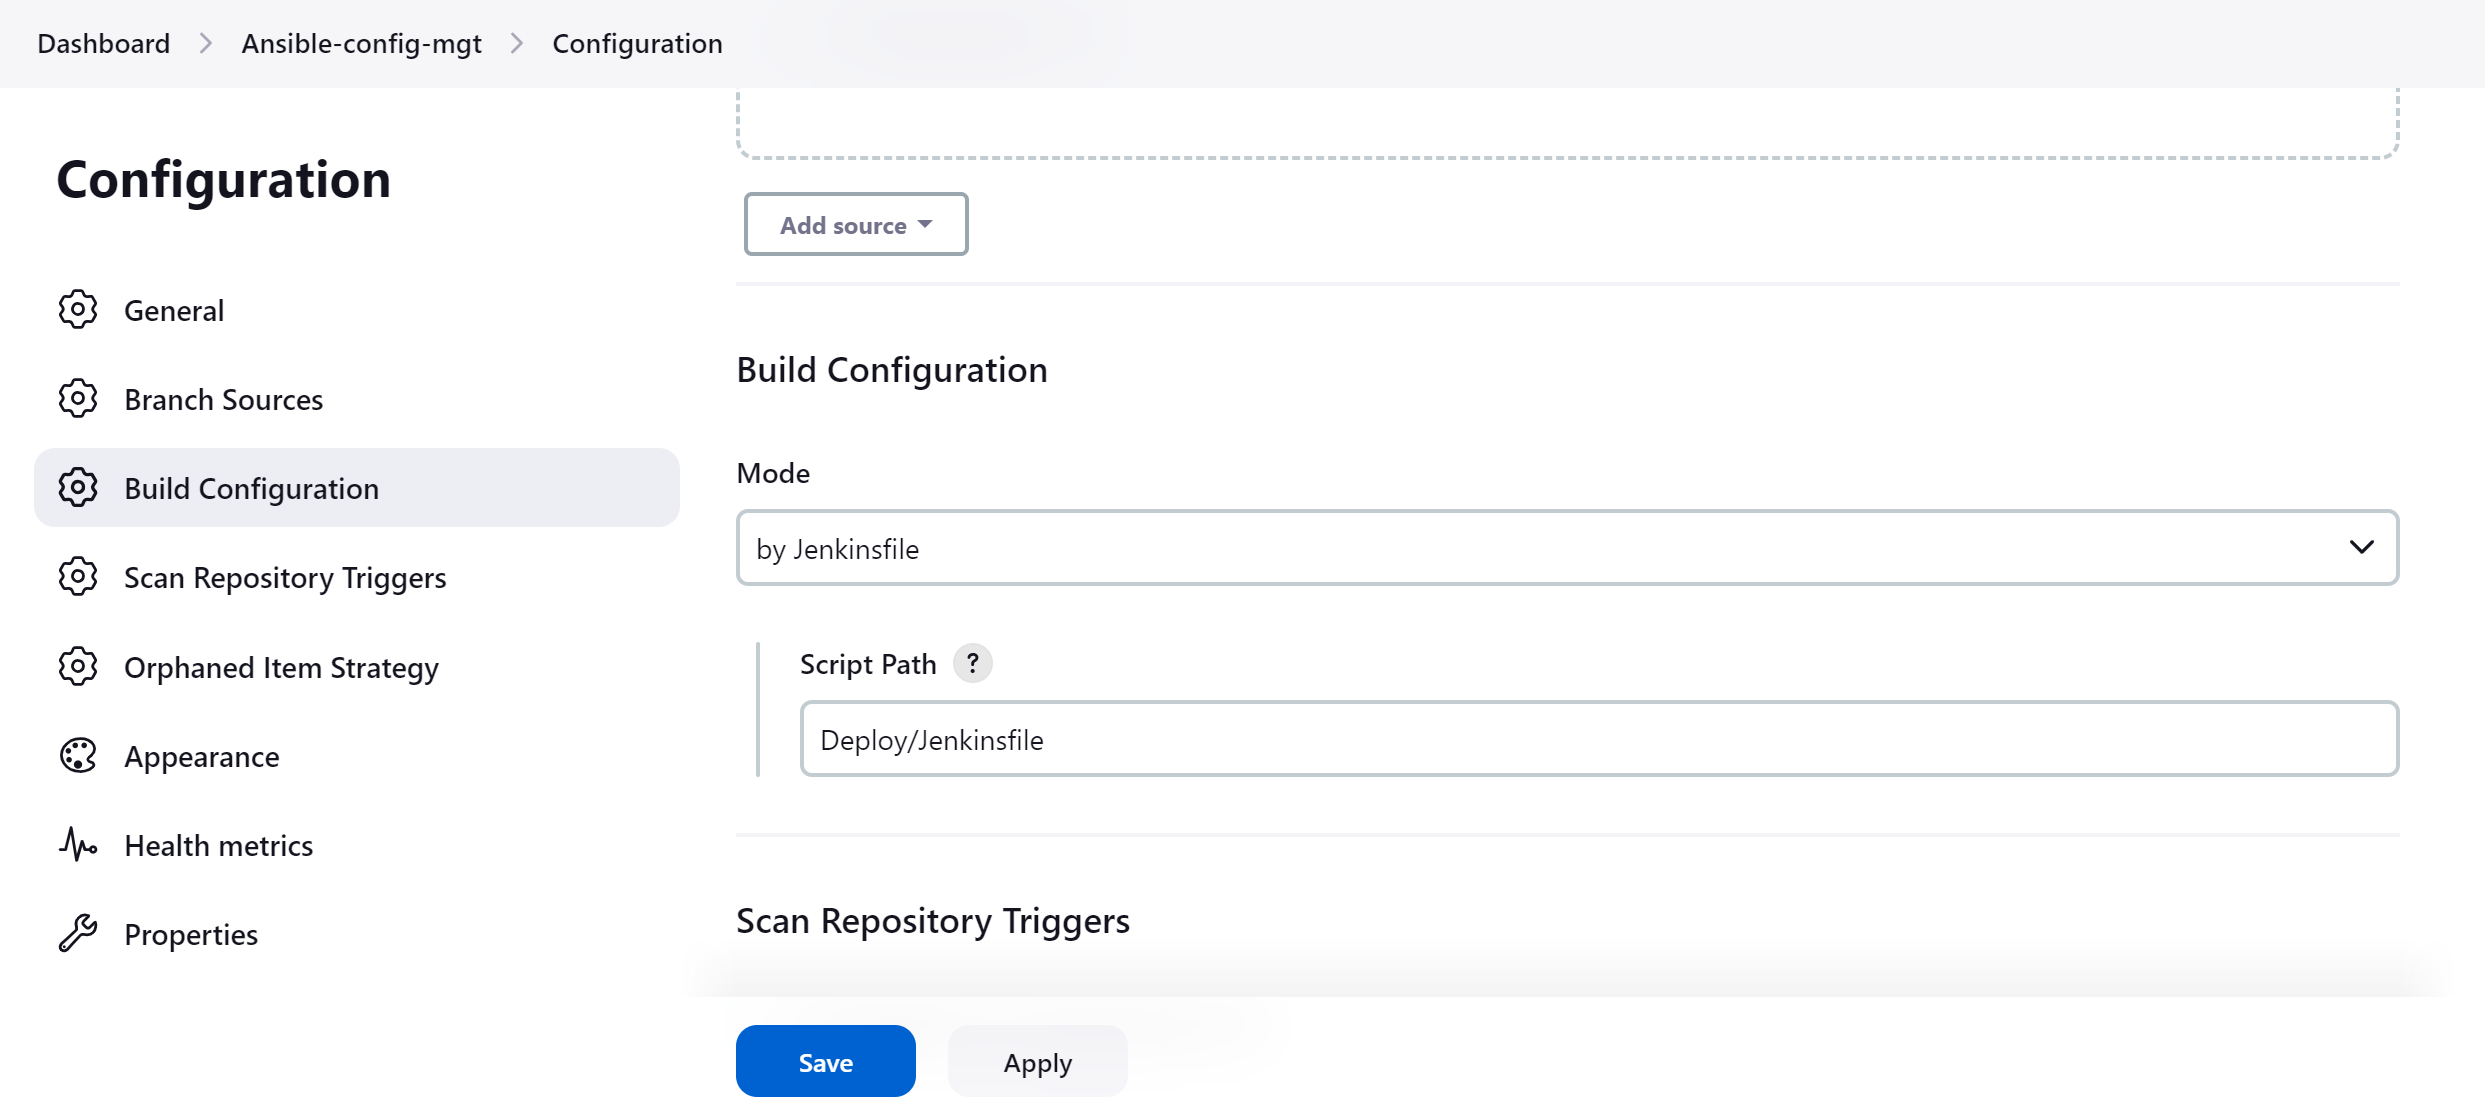 Dashboard > Ansible-config-mgt > Configuration
Configuration
General
Branch Sources
Build Configuration
Scan Repository Triggers
Orphaned Item Strategy
Appearance
Health metrics
Properties
Add source
Build Configuration
Mode
by Jenkinsfile
Script Path ?
Deploy/Jenkinsfile
Scan Repository Triggers
Save Apply